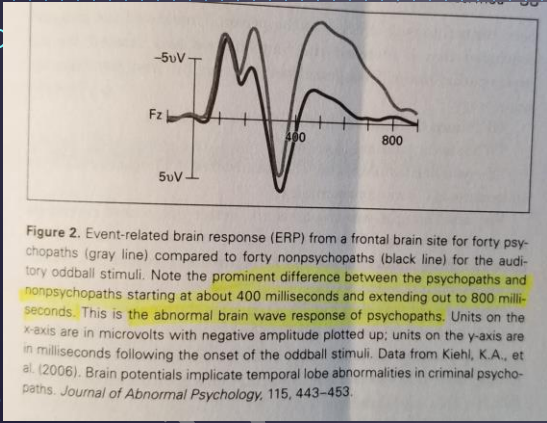 -5υV
Fz
400
800
5υV
Figure 2. Event-related brain response (ERP) from a frontal brain site for forty psy-
chopaths (gray line) compared to forty nonpsychopaths (black line) for the audi-
tory oddball stimuli. Note the prominent difference between the psychopaths and
nonpsychopaths starting at about 400 milliseconds and extending out to 800 milli-
seconds. This is the abnormal brain wave response of psychopaths. Units on the
x-axis are in microvolts with negative amplitude plotted up; units on the y-axis are
in milliseconds following the onset of the oddball stimuli. Data from Kiehl, K.A., et
al. (2006). Brain potentials implicate temporal lobe abnormalities in criminal psycho-
paths. Journal of Abnormal Psychology, 115, 443–453.